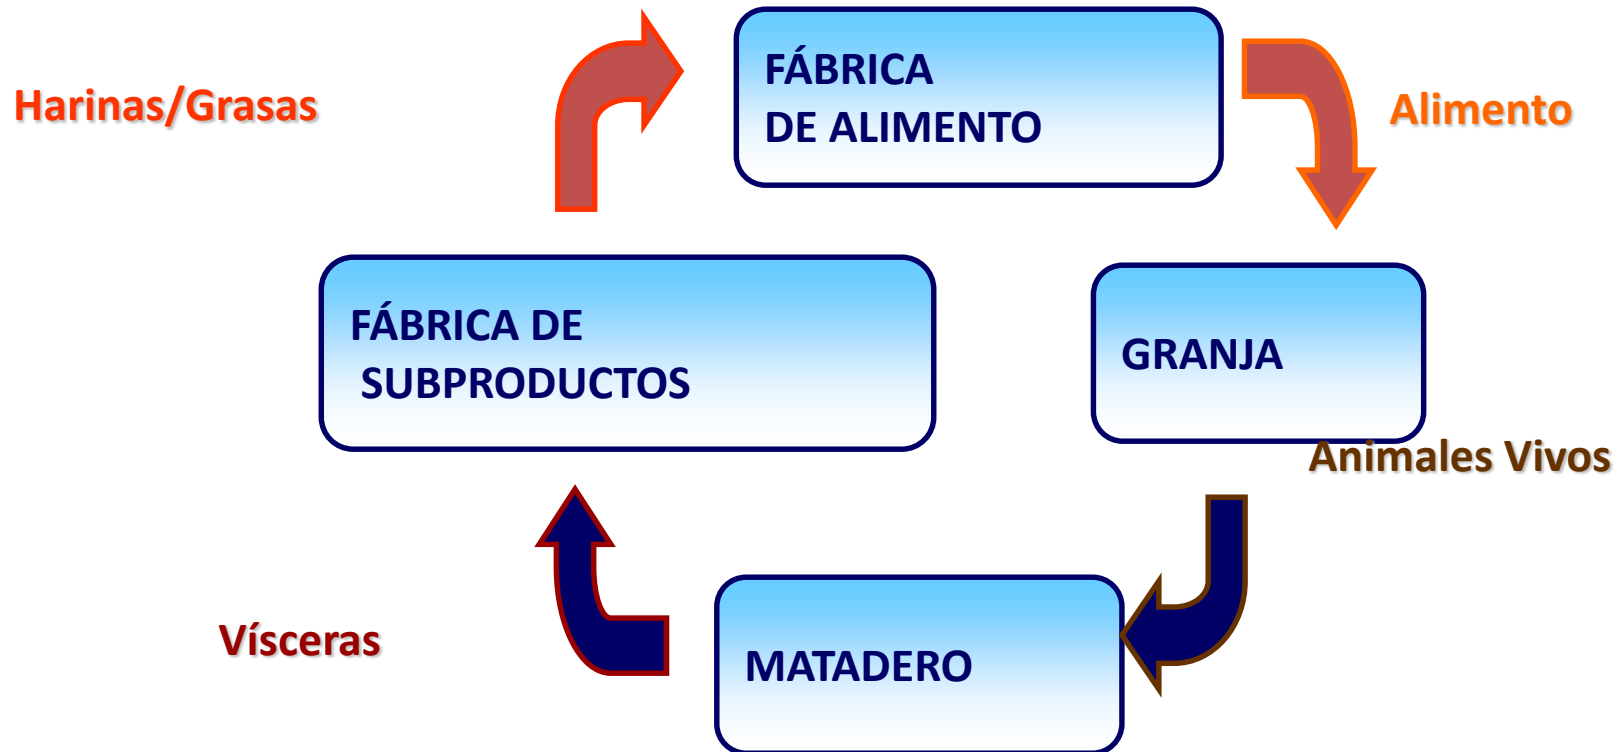 FÁBRICA
DE ALIMENTO
Harinas/Grasas
Alimento
FÁBRICA DE
SUBPRODUCTOS
GRANJA
Animales Vivos
Vísceras
MATADERO